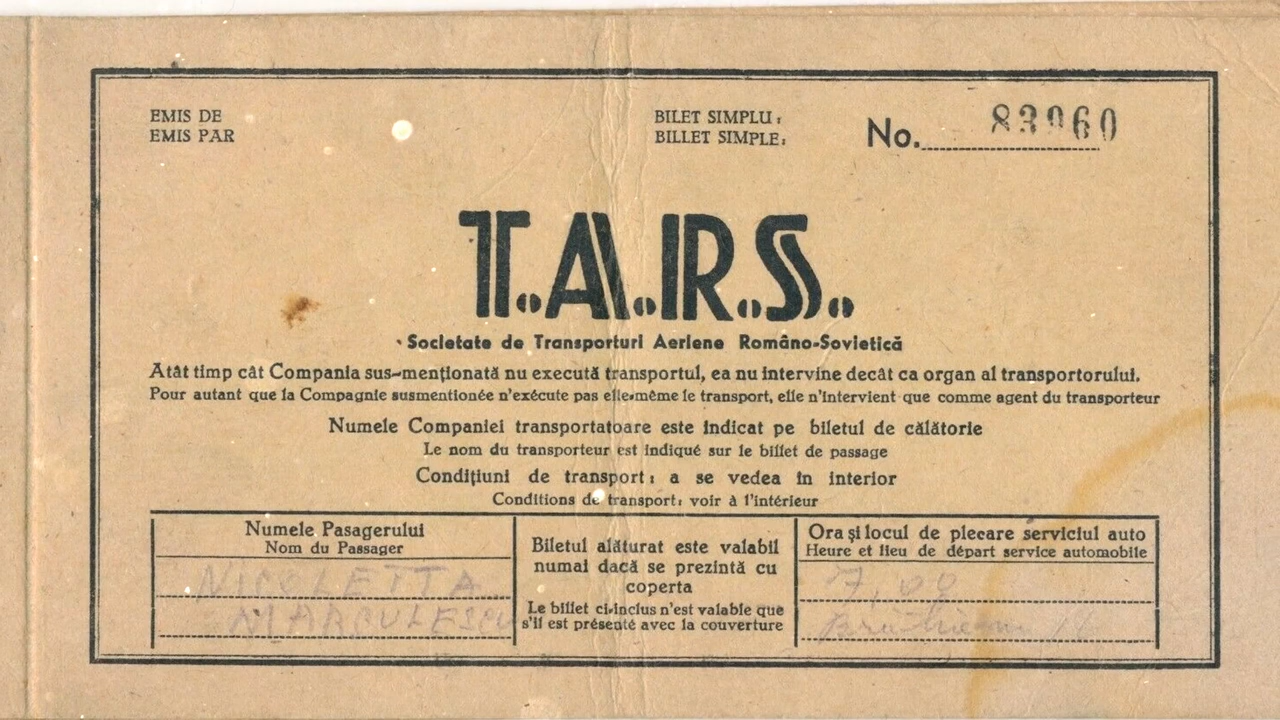 EMIS DE
EMIS PAR
BILET SIMPLU:
BILLET SIMPLE:
No. 83960
T.A.R.S.
Societate de Transporturi Aeriene Româno-Sovietică
Atât timp cât Compania sus-menționată nu execută transportul, ea nu intervine decât ca organ al transportorului.
Pour autant que la Compagnie susmentionée n'exécute pas elle-même le transport, elle n'intervient que comme agent du transporteur
Numele Companiei transportatoare este indicat pe biletul de călătorie
Le nom du transporteur est indiqué sur le billet de passage
Condițiuni de transport: a se vedea in interior
Conditions de transport: voir à l'intérieur
Numele Pasagerului
Nom du Passager
NICOLETTA
MARCULESCU
Biletul alăturat este valabil
numai dacă se prezintă cu
coperta
Le billet ci-inclus n'est valable que
s'il est présenté avec la couverture
Ora și locul de plecare serviciul auto
Heure et lieu de départ service automobile
7,00